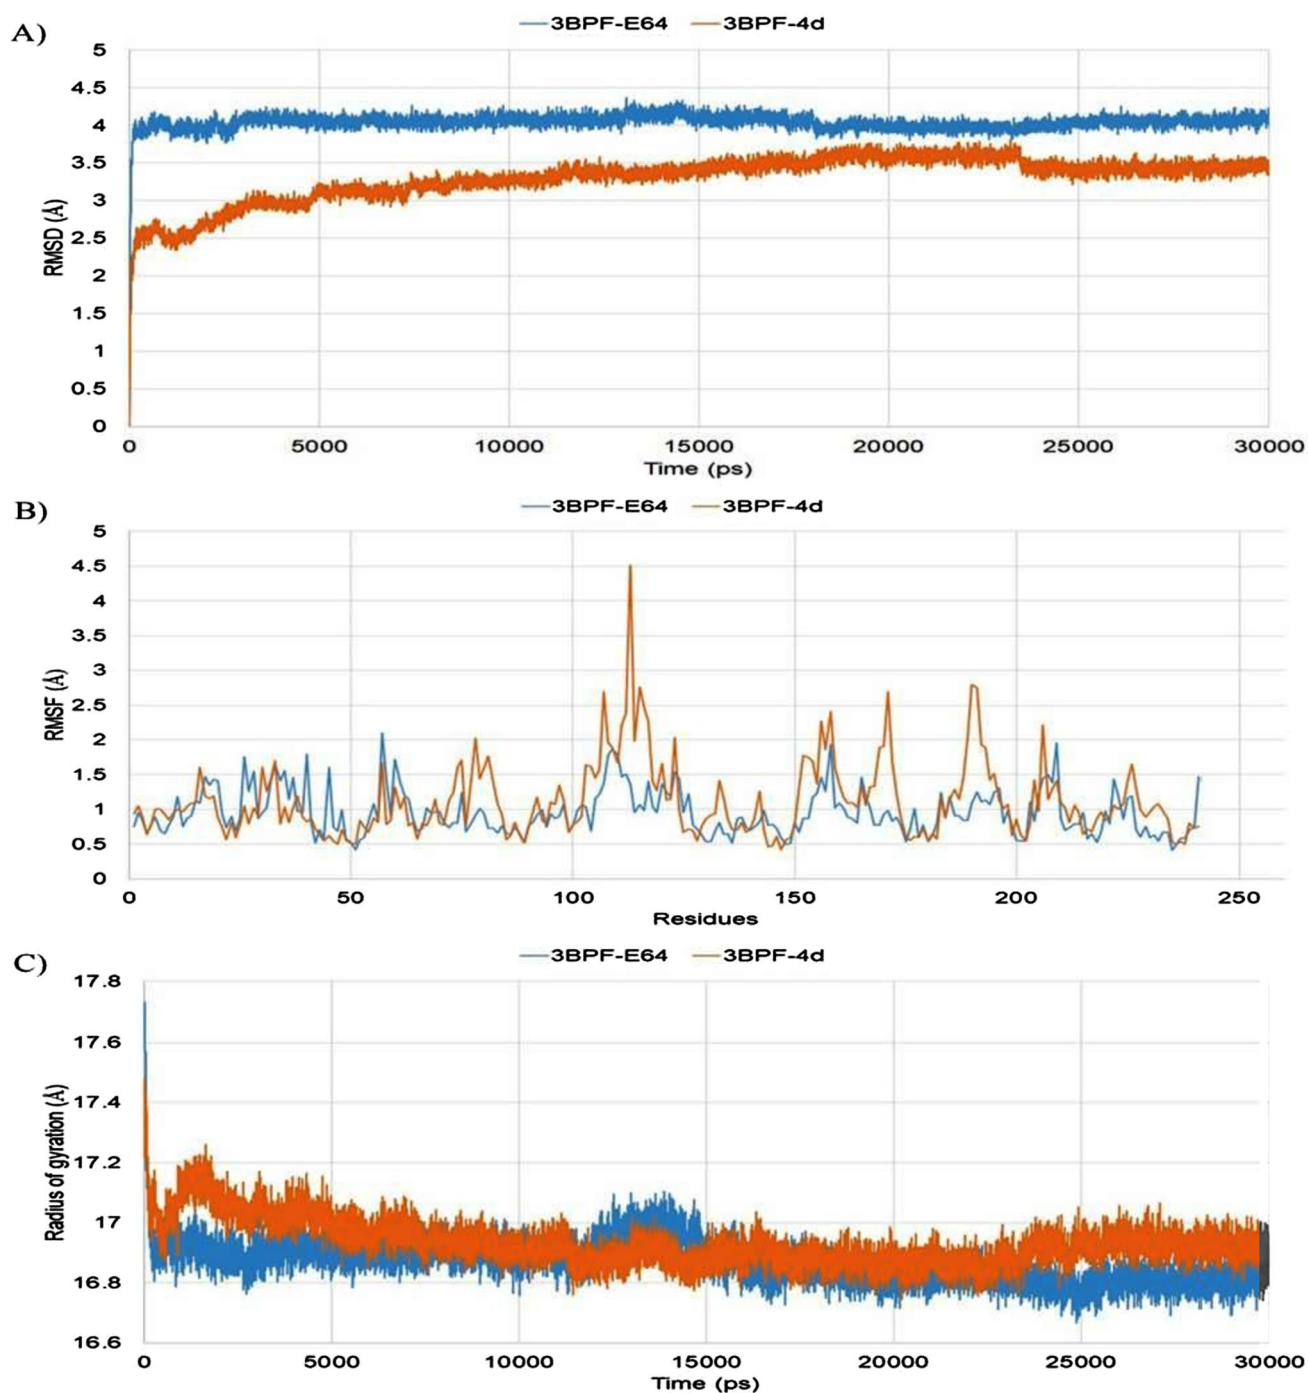 A)
3BPF-E64 3BPF-4d
5
4.5
4
3.5
3
2.5
2
1.5
1
0.5
0
RMSD (Å)
0 5000 10000 15000 20000 25000 30000
Time (ps)
B)
3BPF-E64 3BPF-4d
5
4.5
4
3.5
3
2.5
2
1.5
1
0.5
0
RMSF (Å)
0 50 100 150 200 250
Residues
C)
3BPF-E64 3BPF-4d
17.8
17.6
17.4
17.2
17
16.8
16.6
Radius of gyration (Å)
0 5000 10000 15000 20000 25000 30000
Time (ps)